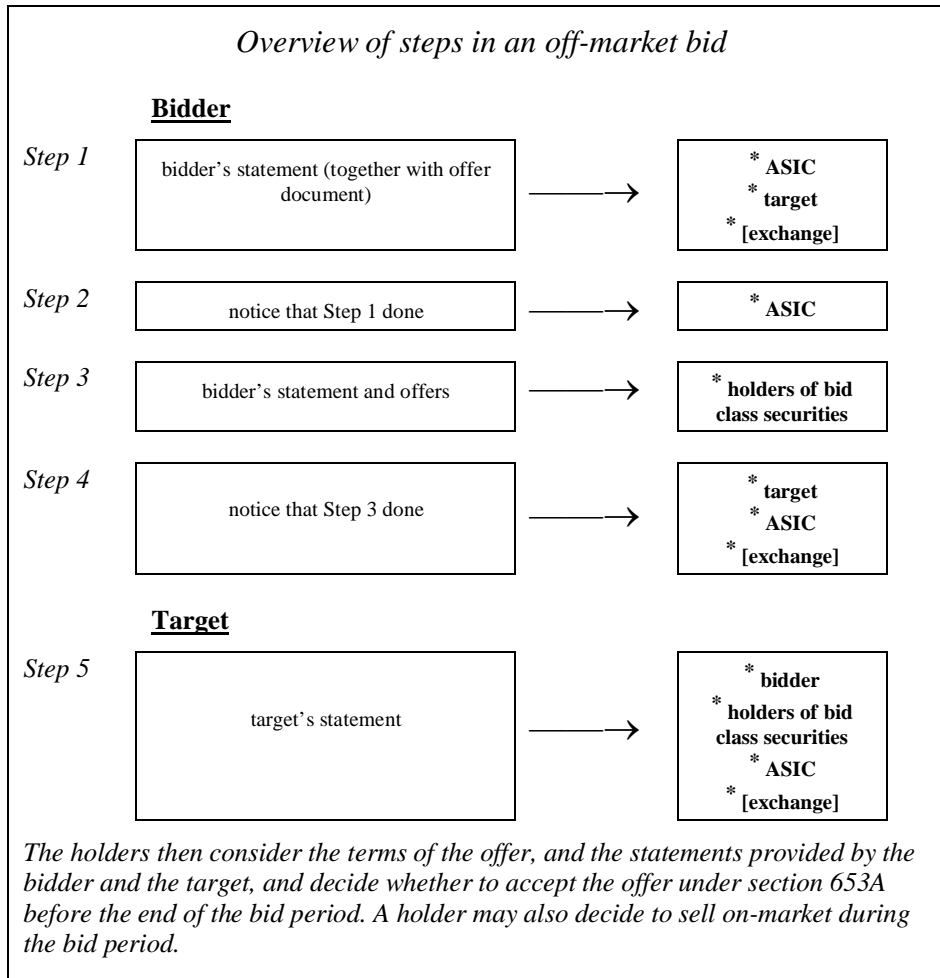 Overview of steps in an off-market bid
Bidder
Step 1
bidder’s statement (together with offer
document)
* ASIC
* target
* [exchange]
Step 2
notice that Step 1 done
* ASIC
Step 3
bidder’s statement and offers
* holders of bid
class securities
Step 4
notice that Step 3 done
* target
* ASIC
* [exchange]
Target
Step 5
target’s statement
* bidder
* holders of bid
class securities
* ASIC
* [exchange]
The holders then consider the terms of the offer, and the statements provided by the
bidder and the target, and decide whether to accept the offer under section 653A
before the end of the bid period. A holder may also decide to sell on-market during
the bid period.